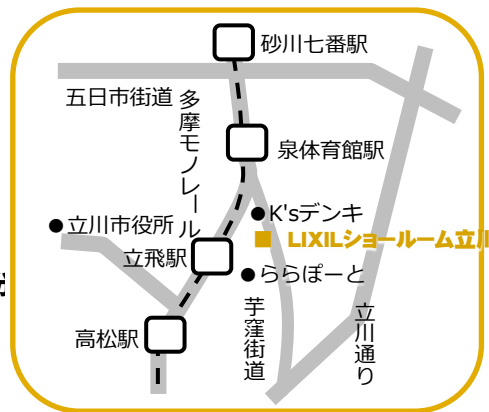 砂川七番駅
五日市街道
多摩モノレール
泉体育館駅
K'sデンキ
立川市役所
LIXILショールーム立川
立飛駅
ららぽーと
芋窪街道
立川通り
高松駅